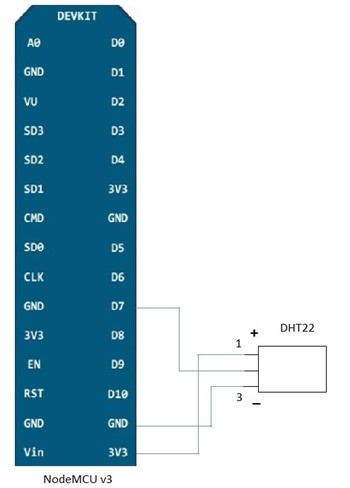 DEVKIT
A0 D0
GND D1
VU D2
SD3 D3
SD2 D4
SD1 3V3
CMD GND
SD0 D5
CLK D6
GND D7
3V3 D8
EN D9
RST D10
GND GND
Vin 3V3
NodeMCU v3
DHT22
+
1
3
−